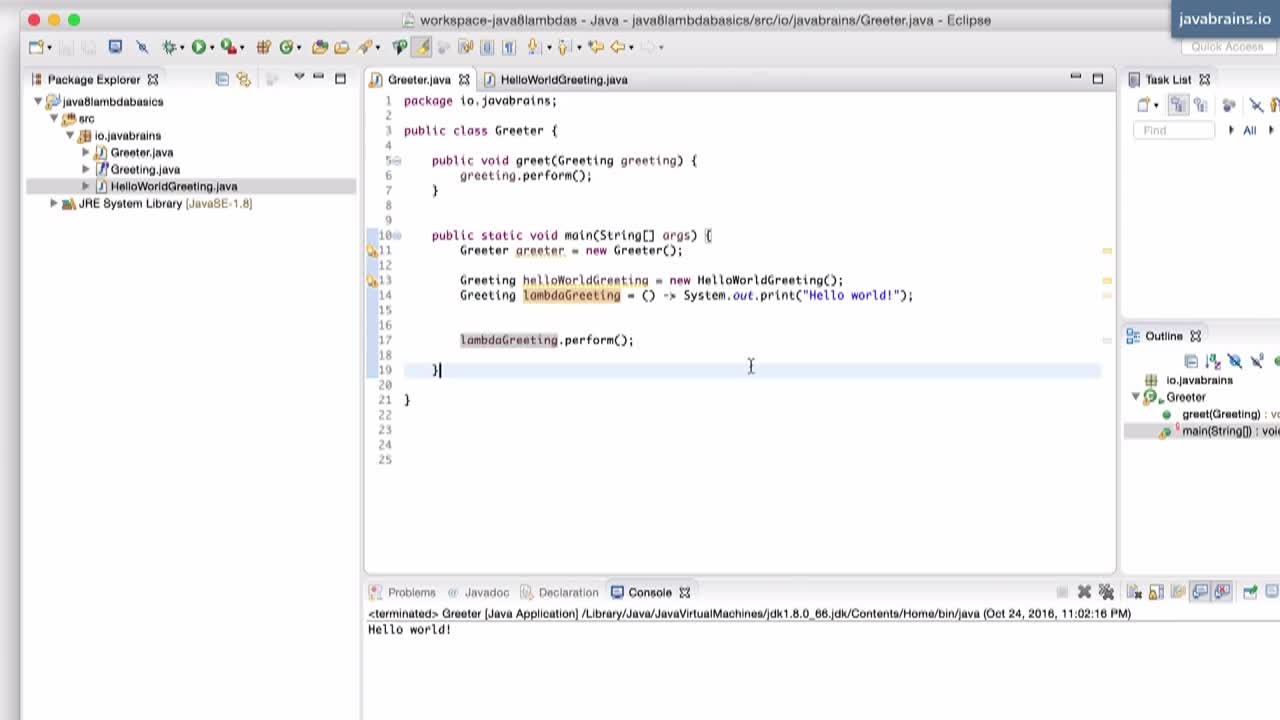 workspace-java8lambdas - Java - java8lambdabasics/src/io/javabrains/Greeter.java - Eclipse
javabrains.io
Quick Access
Package Explorer
java8lambdabasics
src
io.javabrains
Greeter.java
Greeting.java
HelloWorldGreeting.java
JRE System Library [JavaSE-1.8]
Greeter.java
HelloWorldGreeting.java
1 package io.javabrains;
2
3 public class Greeter {
4
5 public void greet(Greeting greeting) {
6 greeting.perform();
7 }
8
9
10 public static void main(String[] args) {
11 Greeter greeter = new Greeter();
12
13 Greeting helloWorldGreeting = new HelloWorldGreeting();
14 Greeting lambdaGreeting = () -> System.out.print("Hello world!");
15
16
17 lambdaGreeting.perform();
18
19 }
20
21 }
22
23
24
25
Task List
Find
All
Outline
io.javabrains
Greeter
greet(Greeting) : vo
main(String[]) : voi
Problems
Javadoc
Declaration
Console
<terminated> Greeter [Java Application] /Library/Java/JavaVirtualMachines/jdk1.8.0_66.jdk/Contents/Home/bin/java (Oct 24, 2016, 11:02:16 PM)
Hello world!